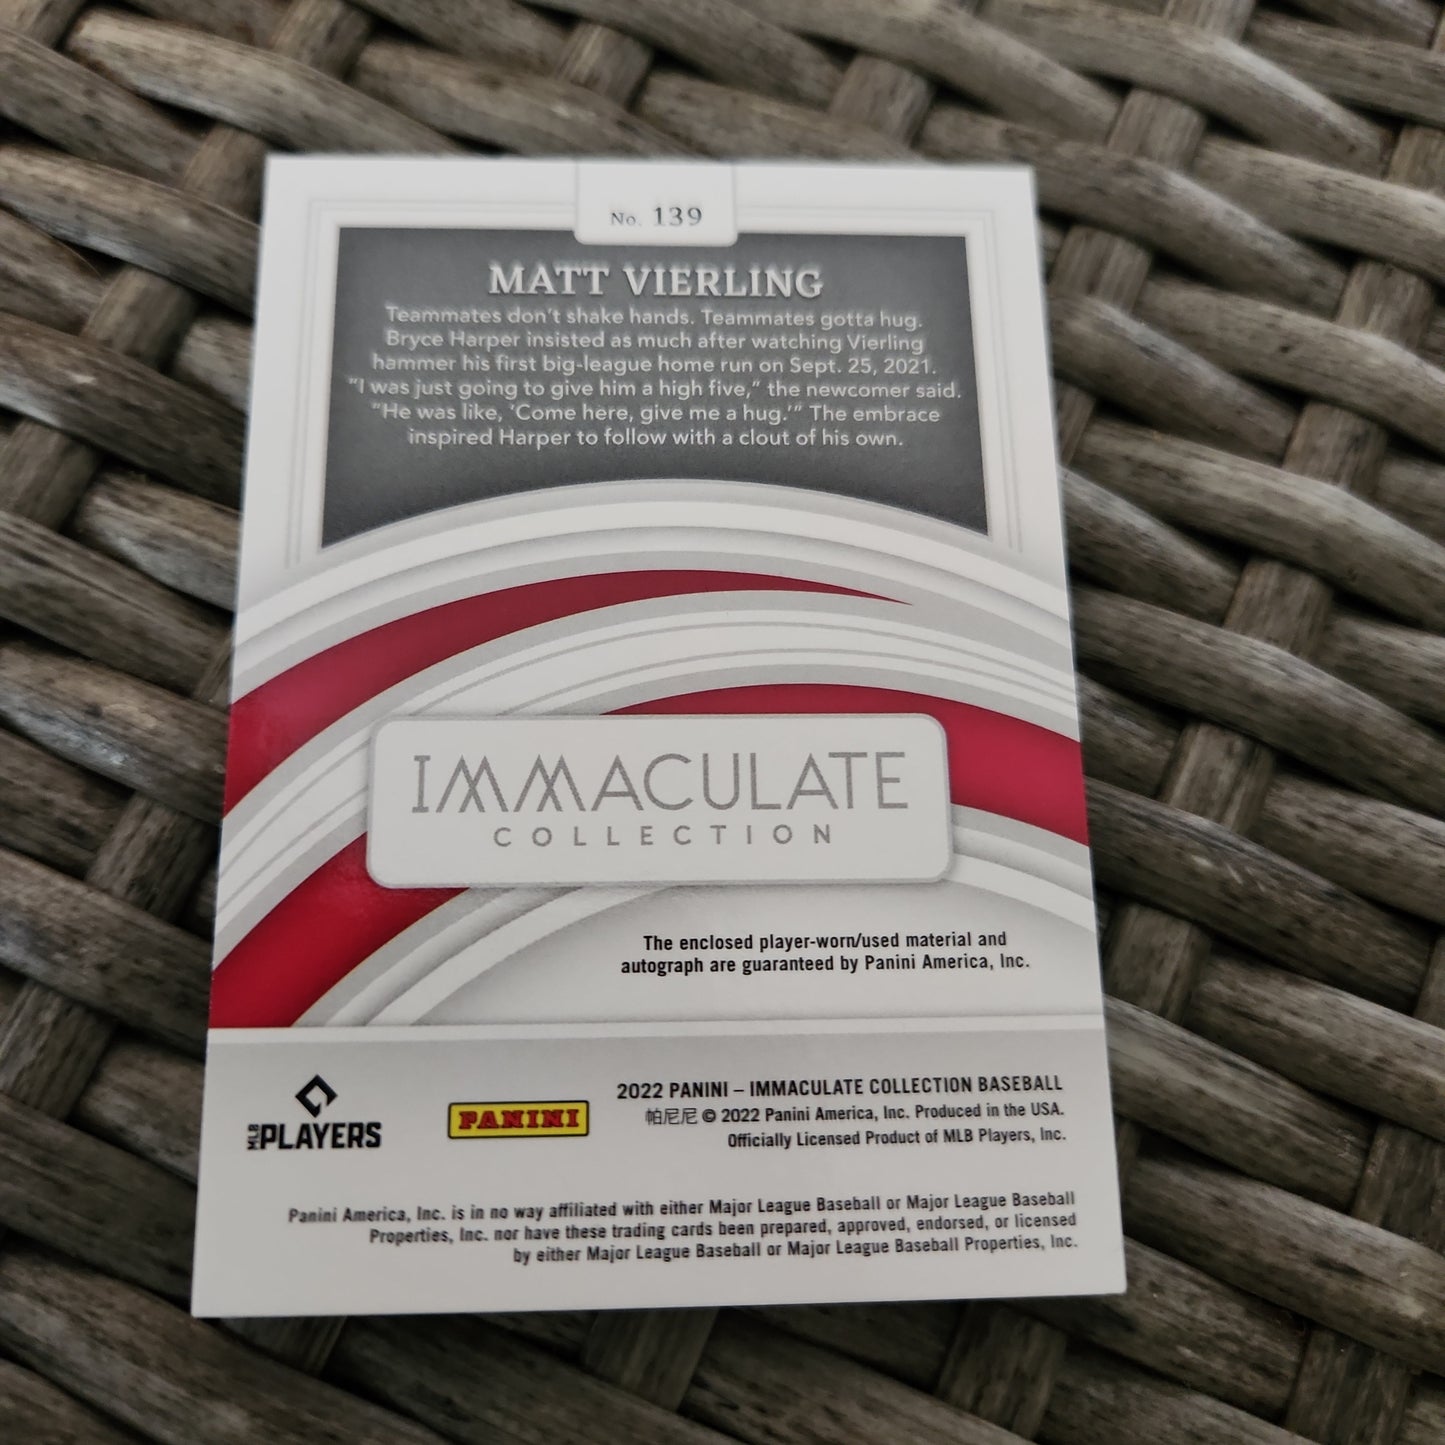 No. 139
MATT VIERLING
Teammates don't shake hands. Teammates gotta hug.
Bryce Harper insisted as much after watching Vierling
hammer his first big-league home run on Sept. 25, 2021.
"I was just going to give him a high five," the newcomer said.
"He was like, 'Come here, give me a hug.'" The embrace
inspired Harper to follow with a clout of his own.
IMMACULATE
COLLECTION
The enclosed player-worn/used material and
autograph are guaranteed by Panini America, Inc.
MLB PLAYERS
PANINI
2022 PANINI – IMMACULATE COLLECTION BASEBALL
帕尼尼 © 2022 Panini America, Inc. Produced in the USA.
Officially Licensed Product of MLB Players, Inc.
Panini America, Inc. is in no way affiliated with either Major League Baseball or Major League Baseball
Properties, Inc. nor have these trading cards been prepared, approved, endorsed, or licensed
by either Major League Baseball or Major League Baseball Properties, Inc.